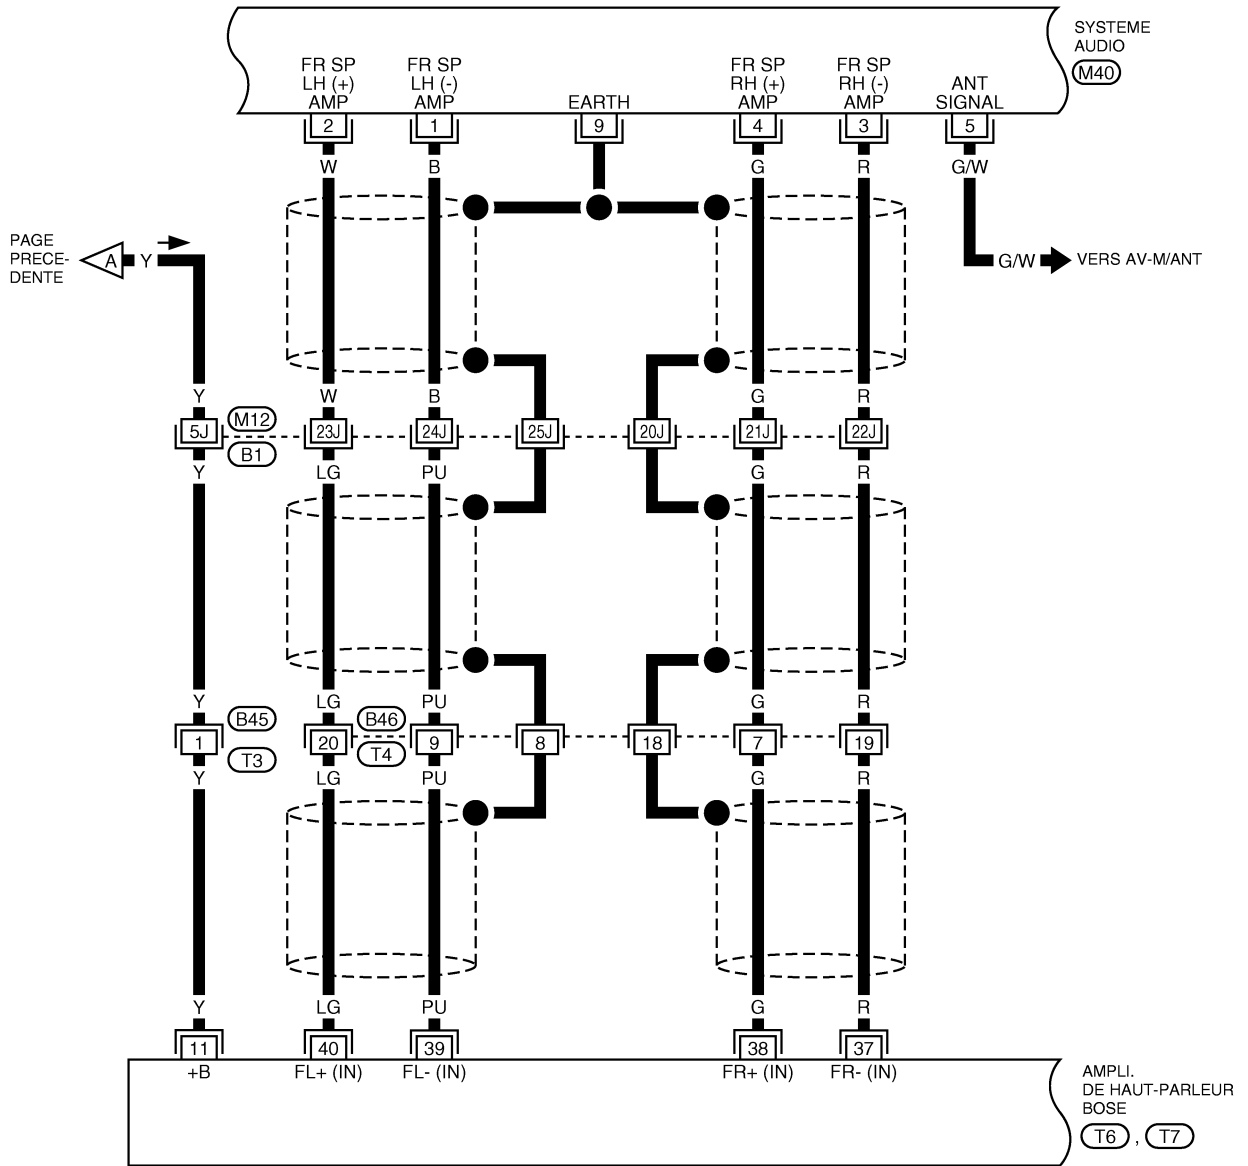 SYSTEME
AUDIO
M40
FR SP
LH (+)
AMP
FR SP
LH (-)
AMP
EARTH
FR SP
RH (+)
AMP
FR SP
RH (-)
AMP
ANT
SIGNAL
2 1 9 4 3 5
W B G R G/W
PAGE
PRECE-
DENTE
A Y
G/W VERS AV-M/ANT
Y W B G R
M12
5J 23J 24J 25J 20J 21J 22J
B1
Y LG PU G R
Y LG PU G R
B45 B46
1 20 9 8 18 7 19
T3 T4
Y LG PU G R
Y LG PU G R
11 40 39 38 37
+B FL+ (IN) FL- (IN) FR+ (IN) FR- (IN)
AMPLI.
DE HAUT-PARLEUR
BOSE
T6 , T7